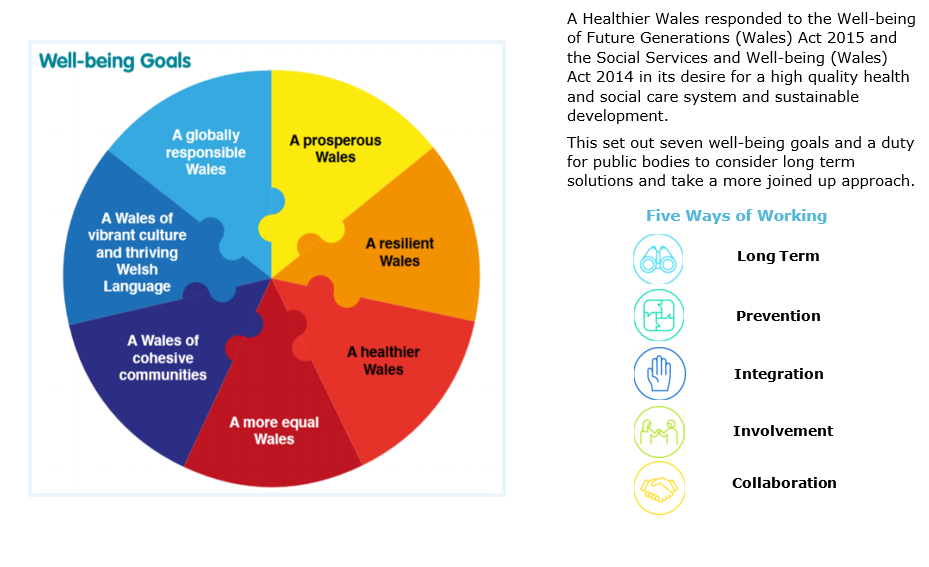 Well-being Goals
A globally
responsible
Wales
A prosperous
Wales
A Wales of
vibrant culture
and thriving
Welsh
Language
A resilient
Wales
A Wales of
cohesive
communities
A healthier
Wales
A more equal
Wales
A Healthier Wales responded to the Well-being
of Future Generations (Wales) Act 2015 and
the Social Services and Well-being (Wales)
Act 2014 in its desire for a high quality health
and social care system and sustainable
development.
This set out seven well-being goals and a duty
for public bodies to consider long term
solutions and take a more joined up approach.
Five Ways of Working
Long Term
Prevention
Integration
Involvement
Collaboration